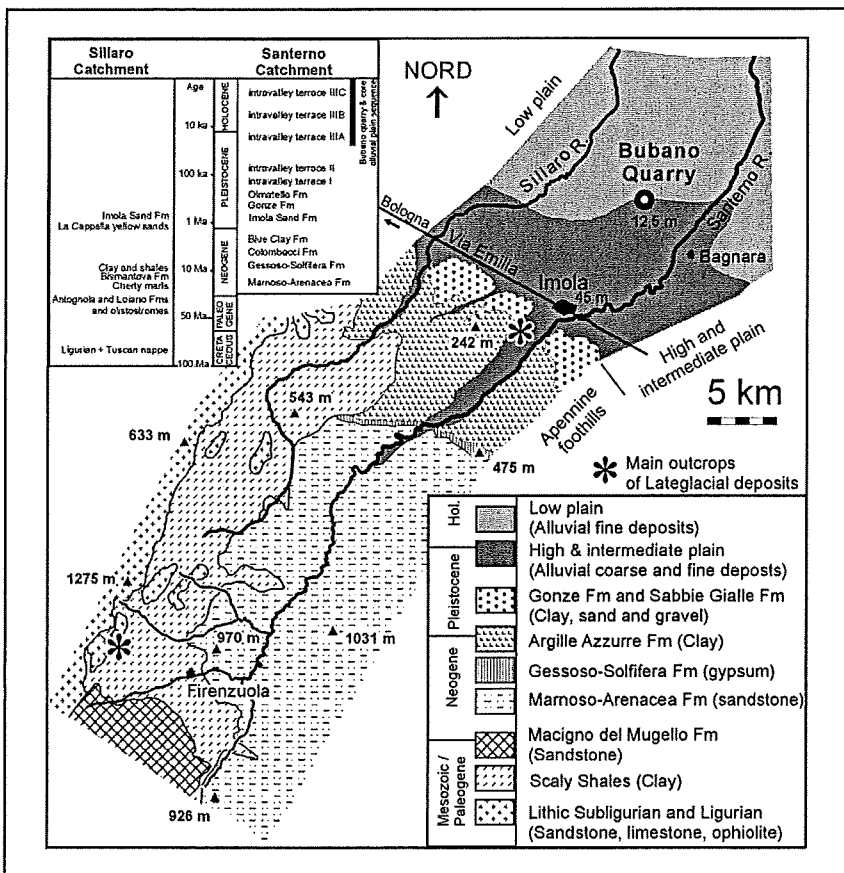 Sillaro
Catchment
Santerno
Catchment
Age
HOLOCENE
PLEISTOCENE
NEOGENE
PALEO
GENE
CRETA
CEOUS
10 ka
100 ka
1 Ma
10 Ma
50 Ma
100 Ma
intravalley terrace IIIC
intravalley terrace IIIB
intravalley terrace IIIA
intravalley terrace II
intravalley terrace I
Olmatello Fm
Gonze Fm
Imola Sand Fm
Blue Clay Fm
Colombacci Fm
Gessoso-Solfifera Fm
Marnoso-Arenacea Fm
Bubano quarry & core
alluvial plain sequence
Imola Sand Fm
La Cappella yellow sands
Clay and shales
Bismantova Fm
Cherty marls
Antognola and Loiano Fms
and olistostromes
Ligurian + Tuscan nappe
NORD
Low plain
Sillaro R.
Bubano
Quarry
12.5 m
Santerno R.
Bagnara
Bologna
Via Emilia
Imola
45 m
242 m
High and
intermediate plain
Apennine
foothills
5 km
543 m
633 m
475 m
Main outcrops
of Lateglacial deposits
1275 m
970 m
1031 m
Firenzuola
926 m
Hol.
Low plain
(Alluvial fine deposits)
Pleistocene
High & intermediate plain
(Alluvial coarse and fine deposts)
Gonze Fm and Sabbie Gialle Fm
(Clay, sand and gravel)
Neogene
Argille Azzurre Fm (Clay)
Gessoso-Solfifera Fm (gypsum)
Marnoso-Arenacea Fm (sandstone)
Mesozoic /
Paleogene
Macigno del Mugello Fm
(Sandstone)
Scaly Shales (Clay)
Lithic Subligurian and Ligurian
(Sandstone, limestone, ophiolite)